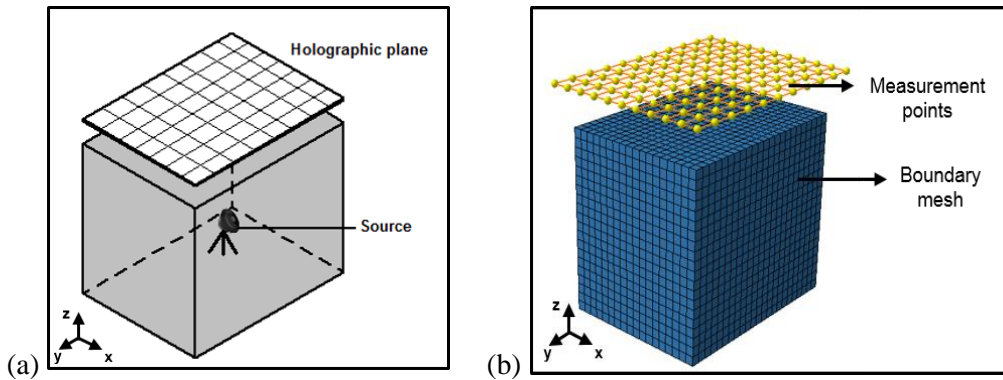 (a)
Holographic plane
Source
z
y
x
(b)
Measurement
points
Boundary
mesh
z
y
x